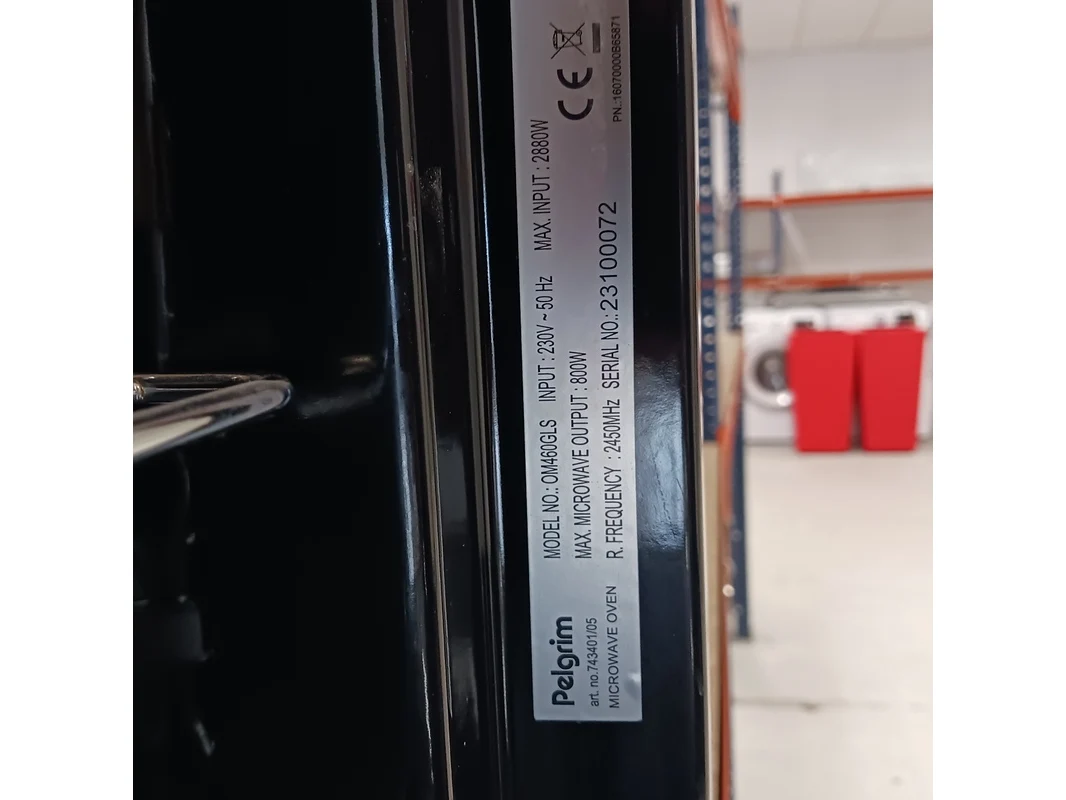 Pelgrim
art. no.743401/05
MICROWAVE OVEN
MODEL NO.: OM460GLS INPUT : 230V ~ 50 Hz MAX. INPUT : 2880W
MAX. MICROWAVE OUTPUT : 800W
R. FREQUENCY : 2450MHz SERIAL NO.: 23100072
CE
PN.:16070000B65871